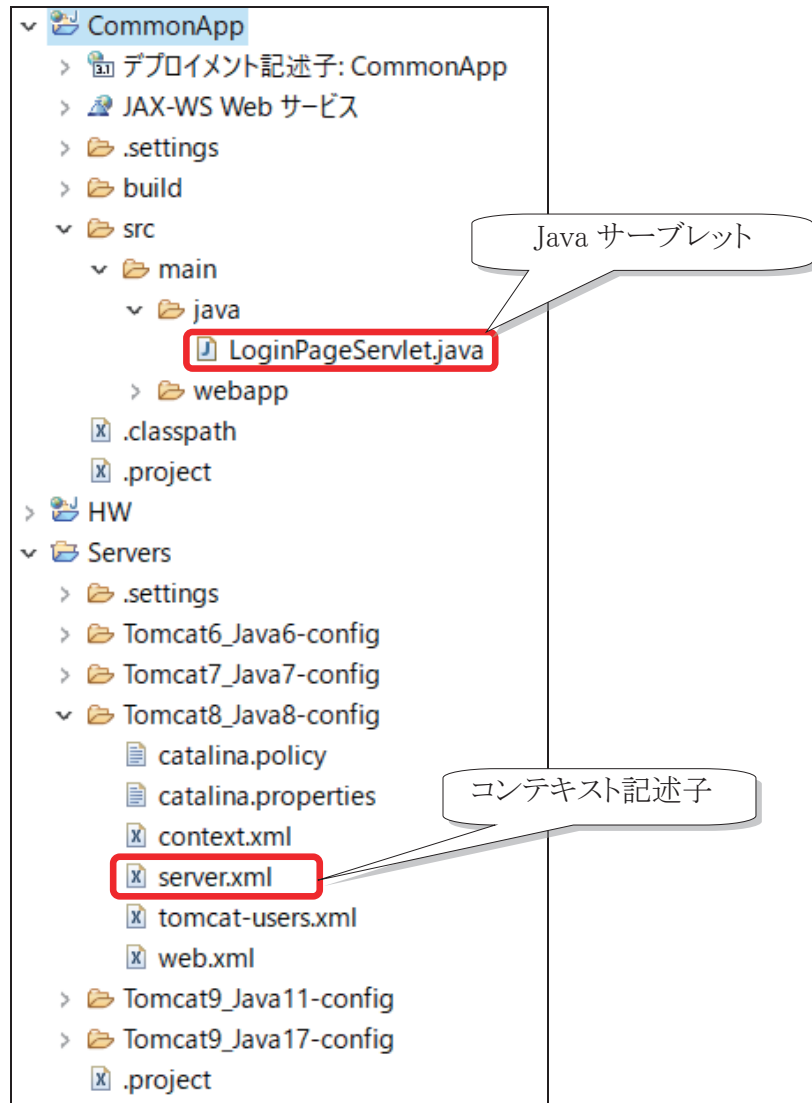 CommonApp
3.1 デプロイメント記述子: CommonApp
JAX-WS Web サービス
.settings
build
src
Java サーブレット
main
java
J LoginPageServlet.java
webapp
X .classpath
X .project
HW
Servers
.settings
Tomcat6_Java6-config
Tomcat7_Java7-config
Tomcat8_Java8-config
catalina.policy
catalina.properties
コンテキスト記述子
X context.xml
X server.xml
X tomcat-users.xml
X web.xml
Tomcat9_Java11-config
Tomcat9_Java17-config
X .project